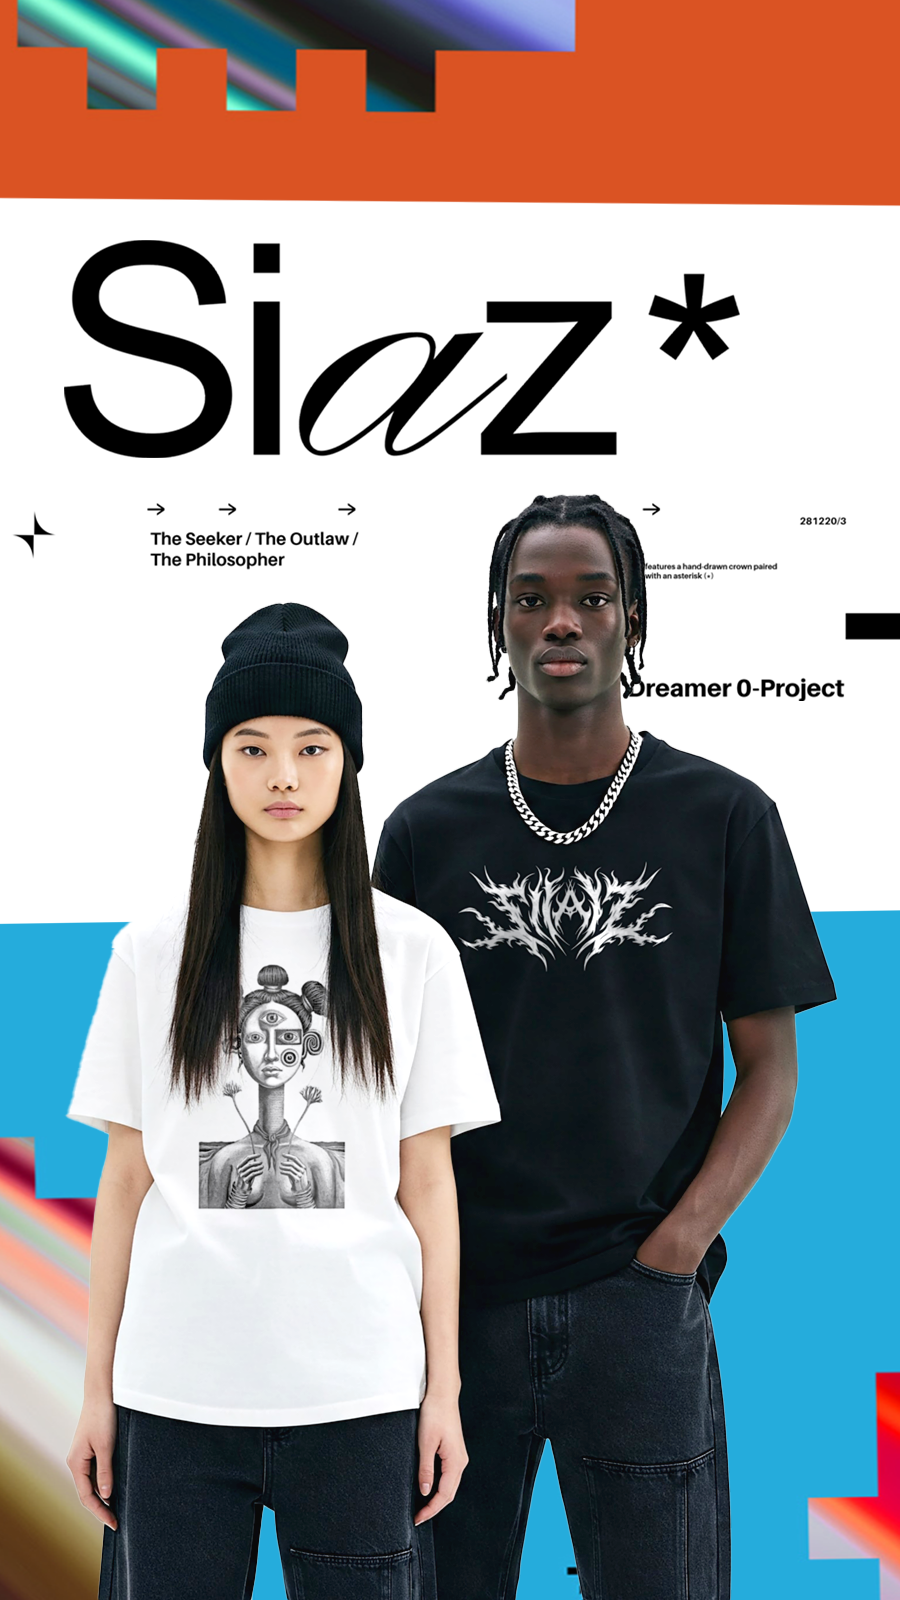 Siaz*
The Seeker / The Outlaw /
The Philosopher
281220/3
features a hand-drawn crown paired
with an asterisk (*)
Dreamer 0-Project